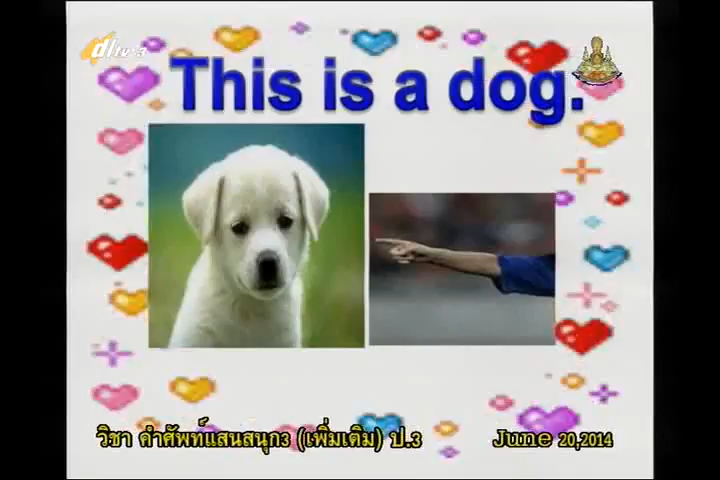 dltv3
This is a dog.
วิชา คำศัพท์แสนสนุก3 (เพิ่มเติม) ป.3
June 20,2014